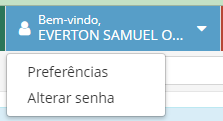 Bem-vindo,
EVERTON SAMUEL O...
Preferências
Alterar senha